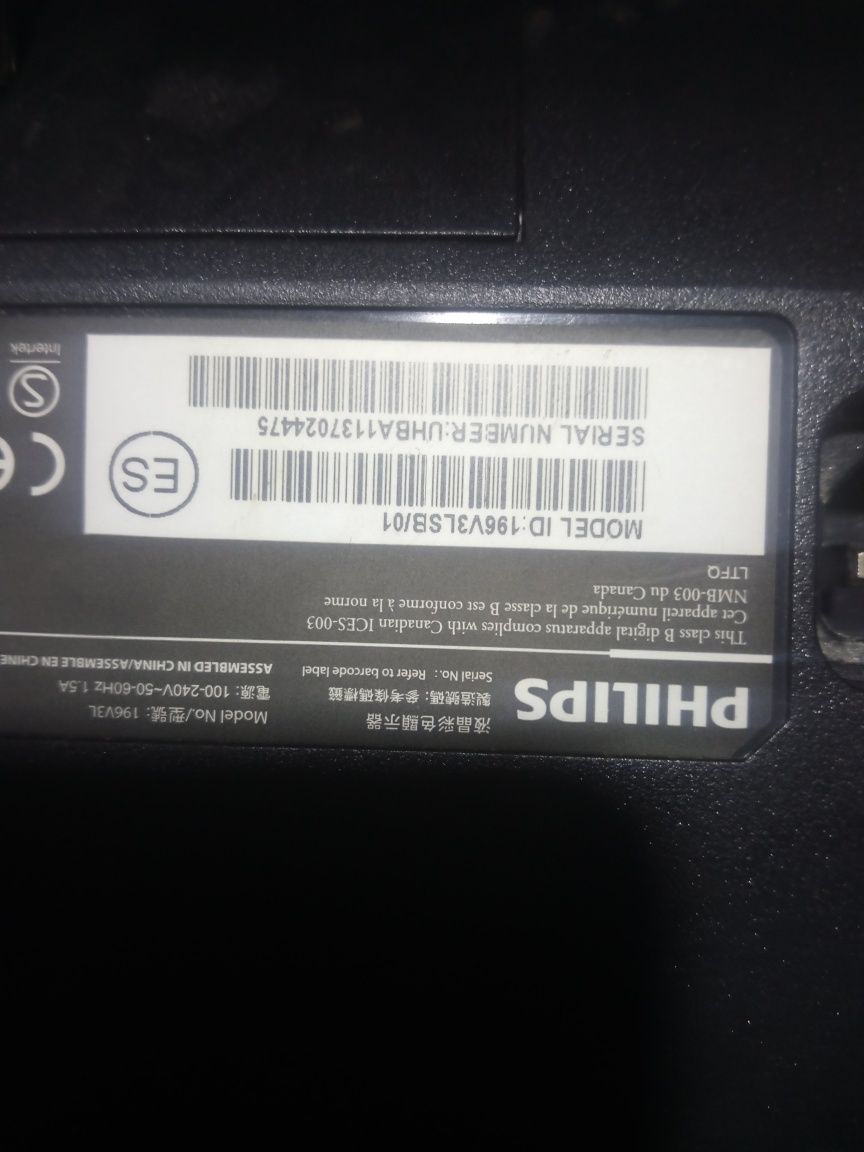 PHILIPS
液晶彩色顯示器
製造號碼: 參考條碼標籤
Serial No.: Refer to barcode label
Model No./型號: 196V3L
電源: 100-240V~50-60Hz 1.5A
ASSEMBLED IN CHINA/ASSEMBLE EN CHINE
This class B digital apparatus complies with Canadian ICES-003
Cet appareil numérique de la classe B est conforme à la norme
NMB-003 du Canada
LTFQ
MODEL ID:196V3LSB/01
SERIAL NUMBER:UHBA1137024475
ES
CE
S
Intertek